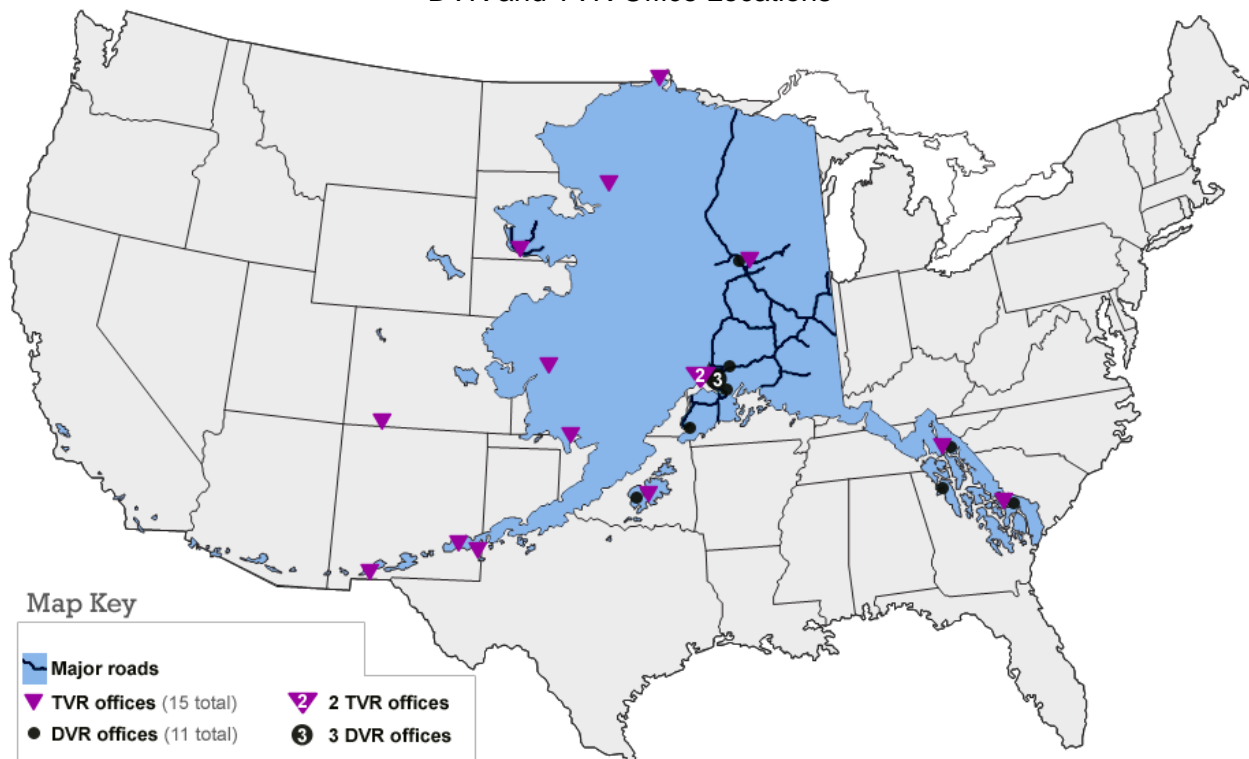 2
3
Map Key
Major roads
TVR offices (15 total)
2 2 TVR offices
DVR offices (11 total)
3 3 DVR offices